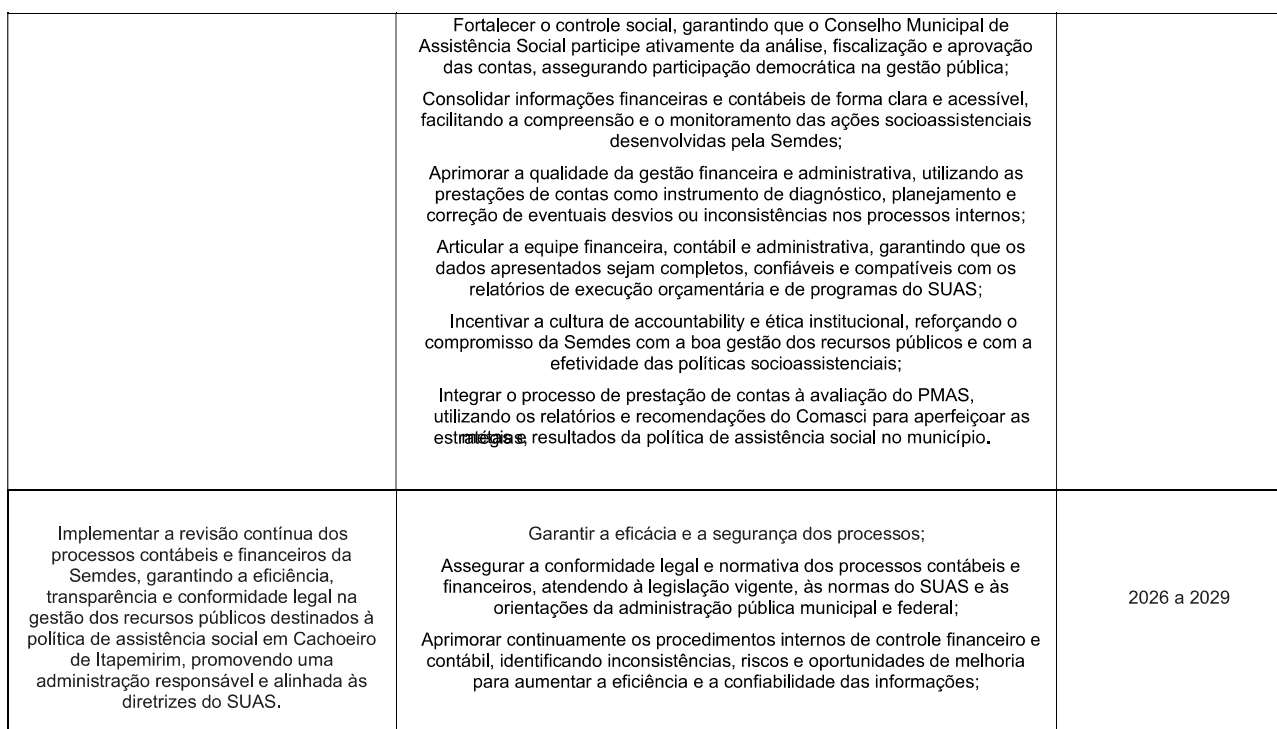 Fortalecer o controle social, garantindo que o Conselho Municipal de
Assistência Social participe ativamente da análise, fiscalização e aprovação
das contas, assegurando participação democrática na gestão pública;
Consolidar informações financeiras e contábeis de forma clara e acessível,
facilitando a compreensão e o monitoramento das ações socioassistenciais
desenvolvidas pela Semdes;
Aprimorar a qualidade da gestão financeira e administrativa, utilizando as
prestações de contas como instrumento de diagnóstico, planejamento e
correção de eventuais desvios ou inconsistências nos processos internos;
Articular a equipe financeira, contábil e administrativa, garantindo que os
dados apresentados sejam completos, confiáveis e compatíveis com os
relatórios de execução orçamentária e de programas do SUAS;
Incentivar a cultura de accountability e ética institucional, reforçando o
compromisso da Semdes com a boa gestão dos recursos públicos e com a
efetividade das políticas socioassistenciais;
Integrar o processo de prestação de contas à avaliação do PMAS,
utilizando os relatórios e recomendações do Comasci para aperfeiçoar as
resultados da política de assistência social no município.
Implementar a revisão contínua dos
processos contábeis e financeiros da
Semdes, garantindo a eficiência,
transparência e conformidade legal na
gestão dos recursos públicos destinados à
política de assistência social em Cachoeiro
de Itapemirim, promovendo uma
administração responsável e alinhada às
diretrizes do SUAS.
Garantir a eficácia e a segurança dos processos;
Assegurar a conformidade legal e normativa dos processos contábeis e
financeiros, atendendo à legislação vigente, às normas do SUAS e às
orientações da administração pública municipal e federal;
Aprimorar continuamente os procedimentos internos de controle financeiro e
contábil, identificando inconsistências, riscos e oportunidades de melhoria
para aumentar a eficiência e a confiabilidade das informações;
2026 a 2029